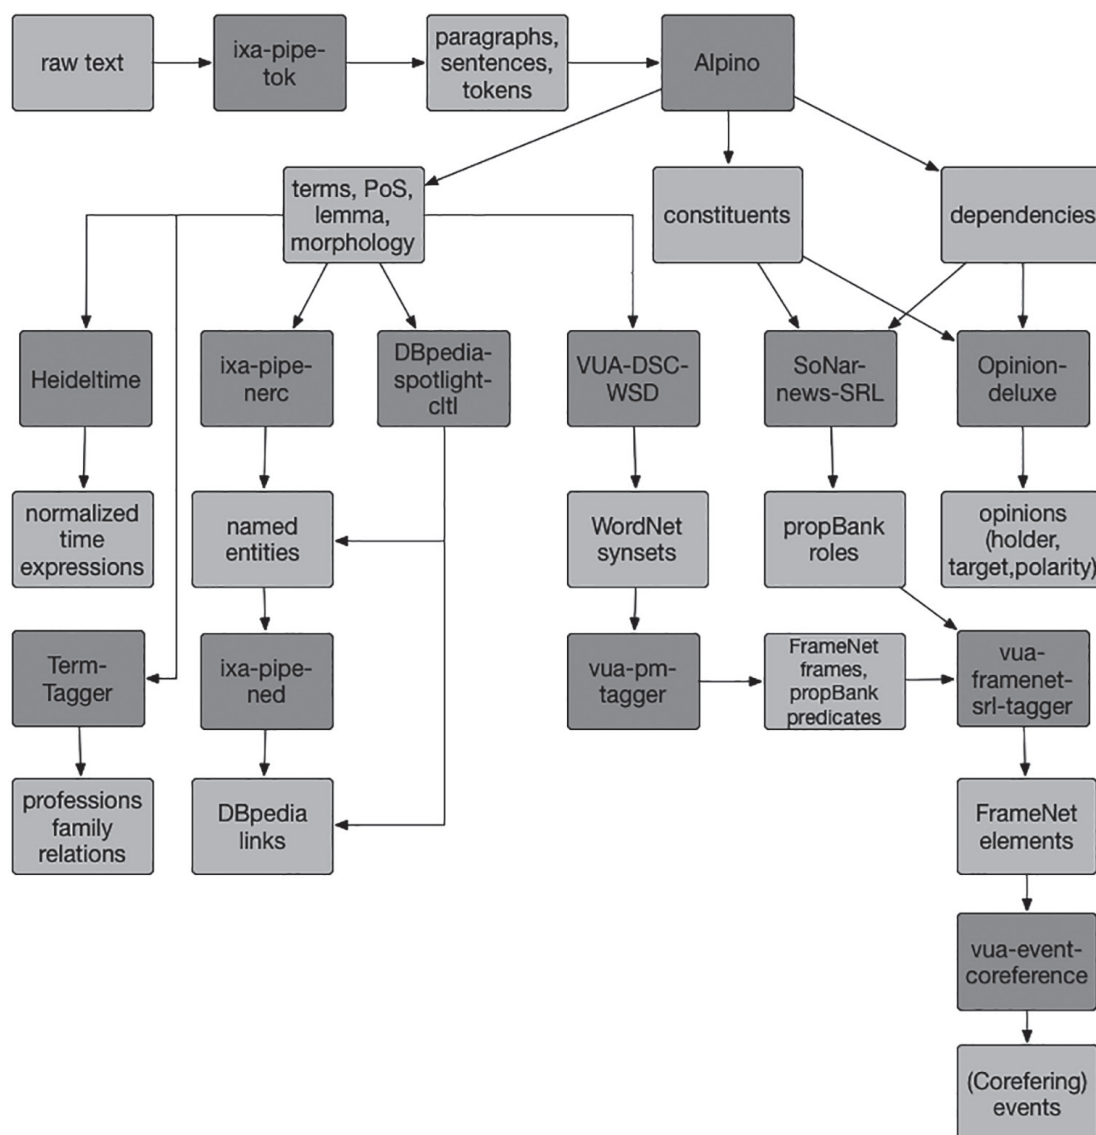 raw text
ixa-pipe-
tok
paragraphs,
sentences,
tokens
Alpino
terms, PoS,
lemma,
morphology
constituents
dependencies
Heideltime
ixa-pipe-
nerc
DBpedia-
spotlight-
cltl
VUA-DSC-
WSD
SoNar-
news-SRL
Opinion-
deluxe
normalized
time
expressions
named
entities
WordNet
synsets
propBank
roles
opinions
(holder,
target,polarity)
Term-
Tagger
ixa-pipe-
ned
vua-pm-
tagger
FrameNet
frames,
propBank
predicates
vua-
framenet-
srl-tagger
professions
family
relations
DBpedia
links
FrameNet
elements
vua-event-
coreference
(Corefering)
events